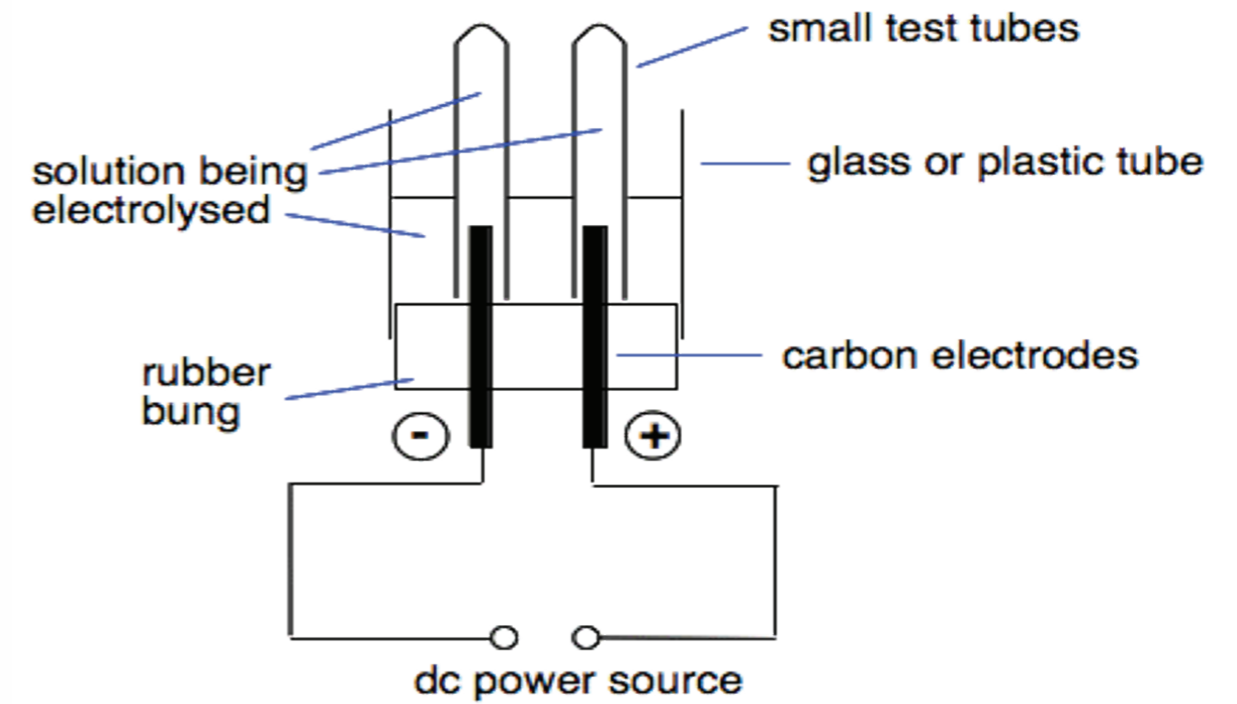 small test tubes
solution being
electrolysed
glass or plastic tube
rubber
bung
carbon electrodes
- +
dc power source